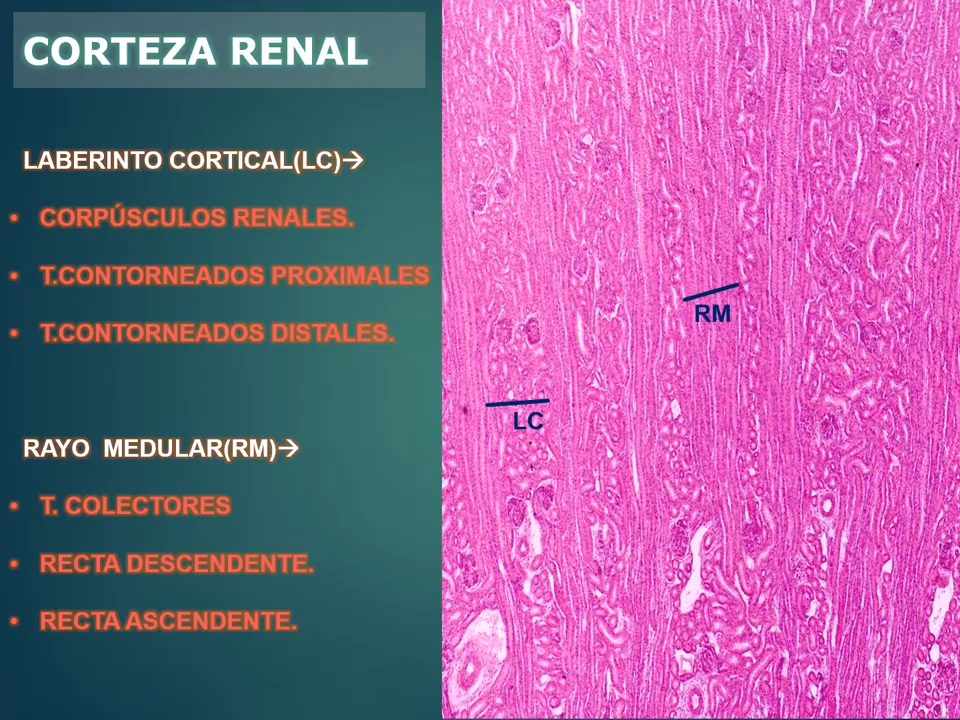 CORTEZA RENAL
LABERINTO CORTICAL(LC)→
• CORPÚSCULOS RENALES.
• T.CONTORNEADOS PROXIMALES
• T.CONTORNEADOS DISTALES.
RAYO MEDULAR(RM)→
• T. COLECTORES
• RECTA DESCENDENTE.
• RECTA ASCENDENTE.
RM
LC